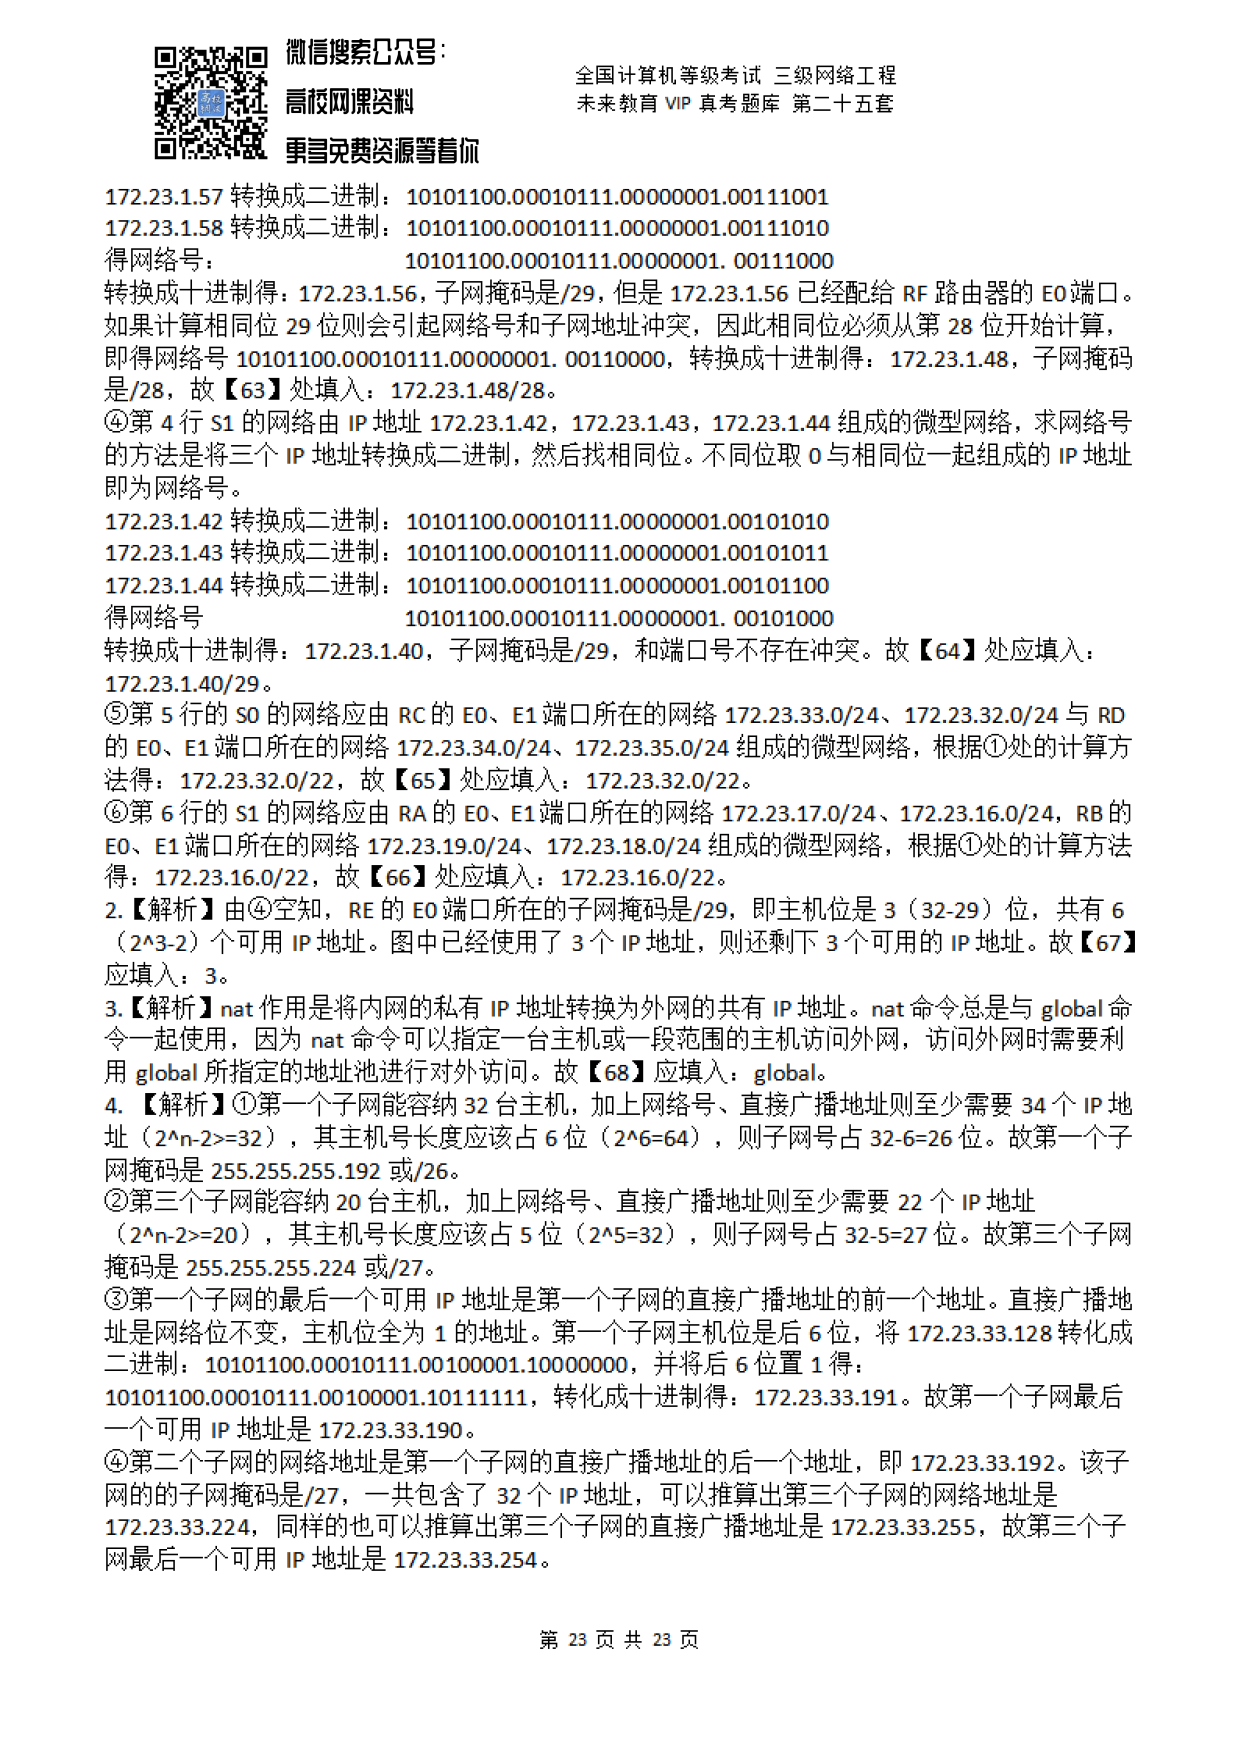 微信搜索公众号：
高校网课资料
更多免费资源等着你
全国计算机等级考试 三级网络工程
未来教育 VIP 真考题库 第二十五套
172.23.1.57 转换成二进制：10101100.00010111.00000001.00111001
172.23.1.58 转换成二进制：10101100.00010111.00000001.00111010
得网络号： 10101100.00010111.00000001. 00111000
转换成十进制得：172.23.1.56，子网掩码是/29，但是 172.23.1.56 已经配给 RF 路由器的 E0 端口。
如果计算相同位 29 位则会引起网络号和子网地址冲突，因此相同位必须从第 28 位开始计算，
即得网络号 10101100.00010111.00000001. 00110000，转换成十进制得：172.23.1.48，子网掩码
是/28，故【63】处填入：172.23.1.48/28。
④第 4 行 S1 的网络由 IP 地址 172.23.1.42，172.23.1.43，172.23.1.44 组成的微型网络，求网络号
的方法是将三个 IP 地址转换成二进制，然后找相同位。不同位取 0 与相同位一起组成的 IP 地址
即为网络号。
172.23.1.42 转换成二进制：10101100.00010111.00000001.00101010
172.23.1.43 转换成二进制：10101100.00010111.00000001.00101011
172.23.1.44 转换成二进制：10101100.00010111.00000001.00101100
得网络号 10101100.00010111.00000001. 00101000
转换成十进制得：172.23.1.40，子网掩码是/29，和端口号不存在冲突。故【64】处应填入：
172.23.1.40/29。
⑤第 5 行的 S0 的网络应由 RC 的 E0、E1 端口所在的网络 172.23.33.0/24、172.23.32.0/24 与 RD
的 E0、E1 端口所在的网络 172.23.34.0/24、172.23.35.0/24 组成的微型网络，根据①处的计算方
法得：172.23.32.0/22，故【65】处应填入：172.23.32.0/22。
⑥第 6 行的 S1 的网络应由 RA 的 E0、E1 端口所在的网络 172.23.17.0/24、172.23.16.0/24，RB 的
E0、E1 端口所在的网络 172.23.19.0/24、172.23.18.0/24 组成的微型网络，根据①处的计算方法
得：172.23.16.0/22，故【66】处应填入：172.23.16.0/22。
2.【解析】由④空知，RE 的 E0 端口所在的子网掩码是/29，即主机位是 3（32-29）位，共有 6
（2^3-2）个可用 IP 地址。图中已经使用了 3 个 IP 地址，则还剩下 3 个可用的 IP 地址。故【67】
应填入：3。
3.【解析】nat 作用是将内网的私有 IP 地址转换为外网的共有 IP 地址。nat 命令总是与 global 命
令一起使用，因为 nat 命令可以指定一台主机或一段范围的主机访问外网，访问外网时需要利
用 global 所指定的地址池进行对外访问。故【68】应填入：global。
4. 【解析】①第一个子网能容纳 32 台主机，加上网络号、直接广播地址则至少需要 34 个 IP 地
址（2^n-2>=32），其主机号长度应该占 6 位（2^6=64），则子网号占 32-6=26 位。故第一个子
网掩码是 255.255.255.192 或/26。
②第三个子网能容纳 20 台主机，加上网络号、直接广播地址则至少需要 22 个 IP 地址
（2^n-2>=20），其主机号长度应该占 5 位（2^5=32），则子网号占 32-5=27 位。故第三个子网
掩码是 255.255.255.224 或/27。
③第一个子网的最后一个可用 IP 地址是第一个子网的直接广播地址的前一个地址。直接广播地
址是网络位不变，主机位全为 1 的地址。第一个子网主机位是后 6 位，将 172.23.33.128 转化成
二进制：10101100.00010111.00100001.10000000，并将后 6 位置 1 得：
10101100.00010111.00100001.10111111，转化成十进制得：172.23.33.191。故第一个子网最后
一个可用 IP 地址是 172.23.33.190。
④第二个子网的网络地址是第一个子网的直接广播地址的后一个地址，即 172.23.33.192。该子
网的的子网掩码是/27，一共包含了 32 个 IP 地址，可以推算出第三个子网的网络地址是
172.23.33.224，同样的也可以推算出第三个子网的直接广播地址是 172.23.33.255，故第三个子
网最后一个可用 IP 地址是 172.23.33.254。
第 23 页 共 23 页